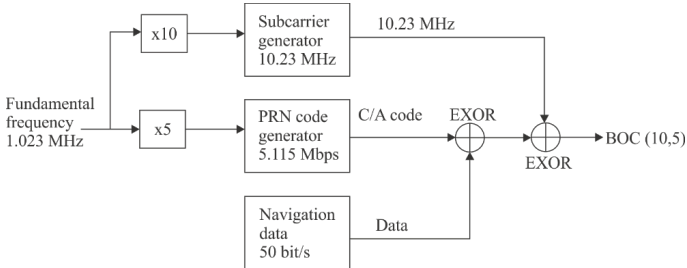 x10
Subcarrier
generator
10.23 MHz
10.23 MHz
Fundamental
frequency
1.023 MHz
x5
PRN code
generator
5.115 Mbps
C/A code
EXOR
EXOR
BOC (10,5)
Navigation
data
50 bit/s
Data